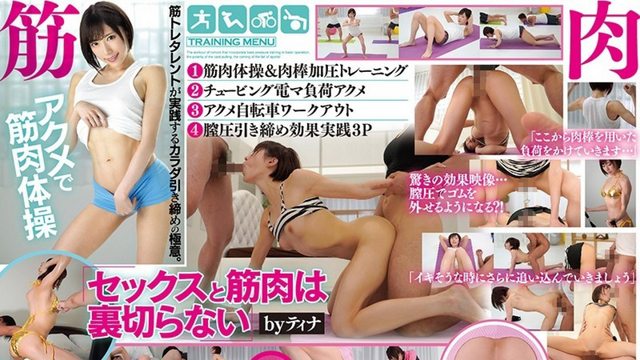 筋
肉
TRAINING MENU
筋トレタレントが実践するカラダ引き締めの極意。
アクメで
筋肉体操
1 筋肉体操&肉棒加圧トレーニング
2 チュービング電マ負荷アクメ
3 アクメ自転車ワークアウト
4 膣圧引き締め効果実践3P
「ここから肉棒を用いた
負荷をかけていきます…!」
驚きの効果映像…
膣圧でゴムを
外せるようになる?!
「イキそうな時にさらに追い込んでいきましょう」
「セックスと筋肉は
裏切らない」
byティナ